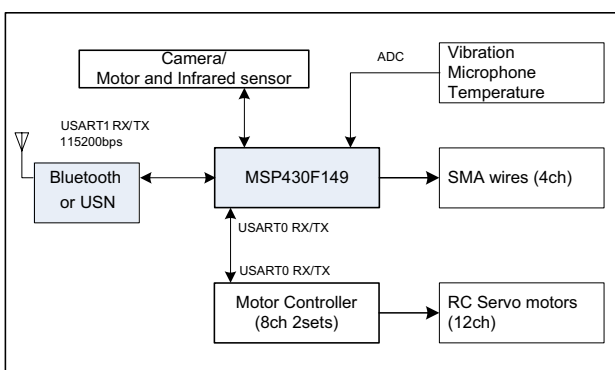 Camera/
Motor and Infrared sensor
ADC
Vibration
Microphone
Temperature
USART1 RX/TX
115200bps
Bluetooth
or USN
MSP430F149
SMA wires (4ch)
USART0 RX/TX
USART0 RX/TX
Motor Controller
(8ch 2sets)
RC Servo motors
(12ch)